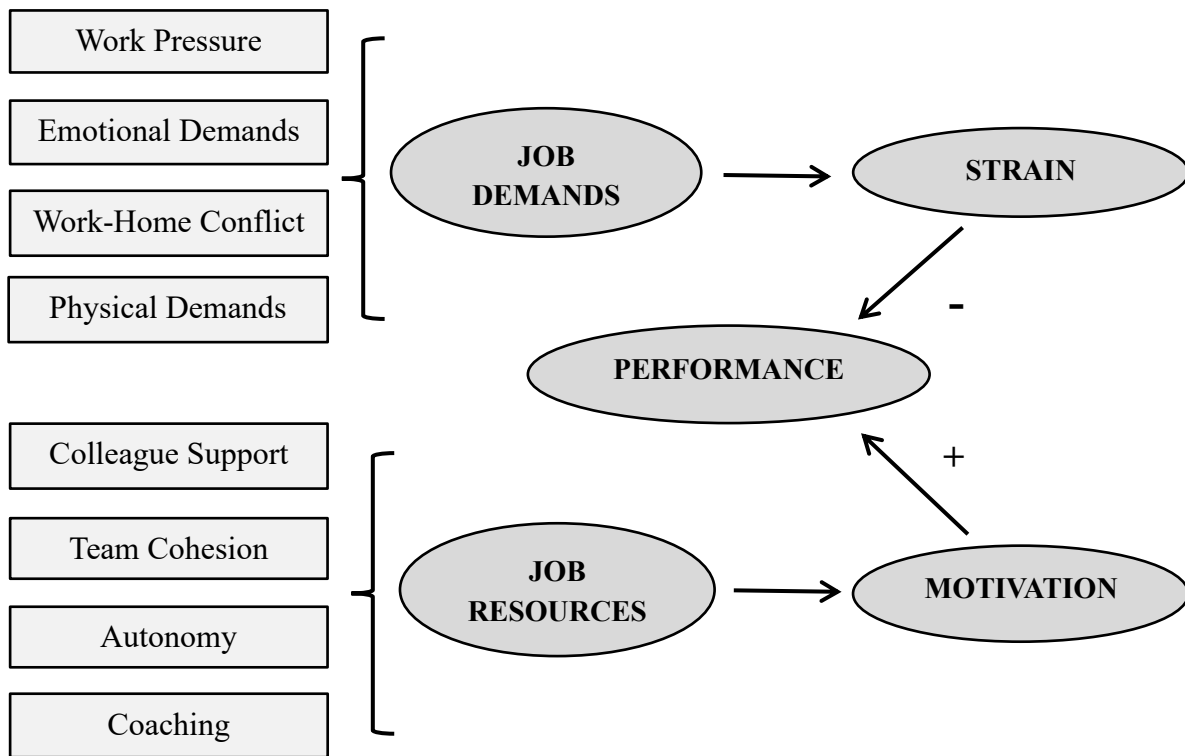 Work Pressure
Emotional Demands
Work-Home Conflict
Physical Demands
JOB
DEMANDS
STRAIN
-
PERFORMANCE
+
Colleague Support
Team Cohesion
Autonomy
Coaching
JOB
RESOURCES
MOTIVATION